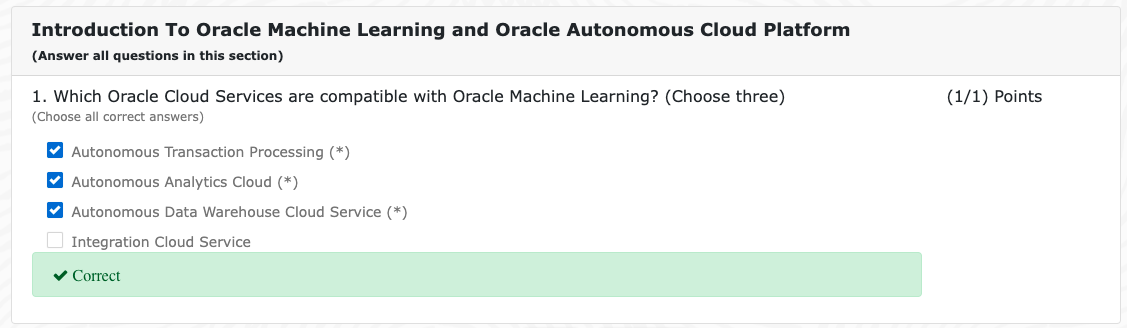 Introduction To Oracle Machine Learning and Oracle Autonomous Cloud Platform
(Answer all questions in this section)
1. Which Oracle Cloud Services are compatible with Oracle Machine Learning? (Choose three) (1/1) Points
(Choose all correct answers)
Autonomous Transaction Processing (*)
Autonomous Analytics Cloud (*)
Autonomous Data Warehouse Cloud Service (*)
Integration Cloud Service
Correct